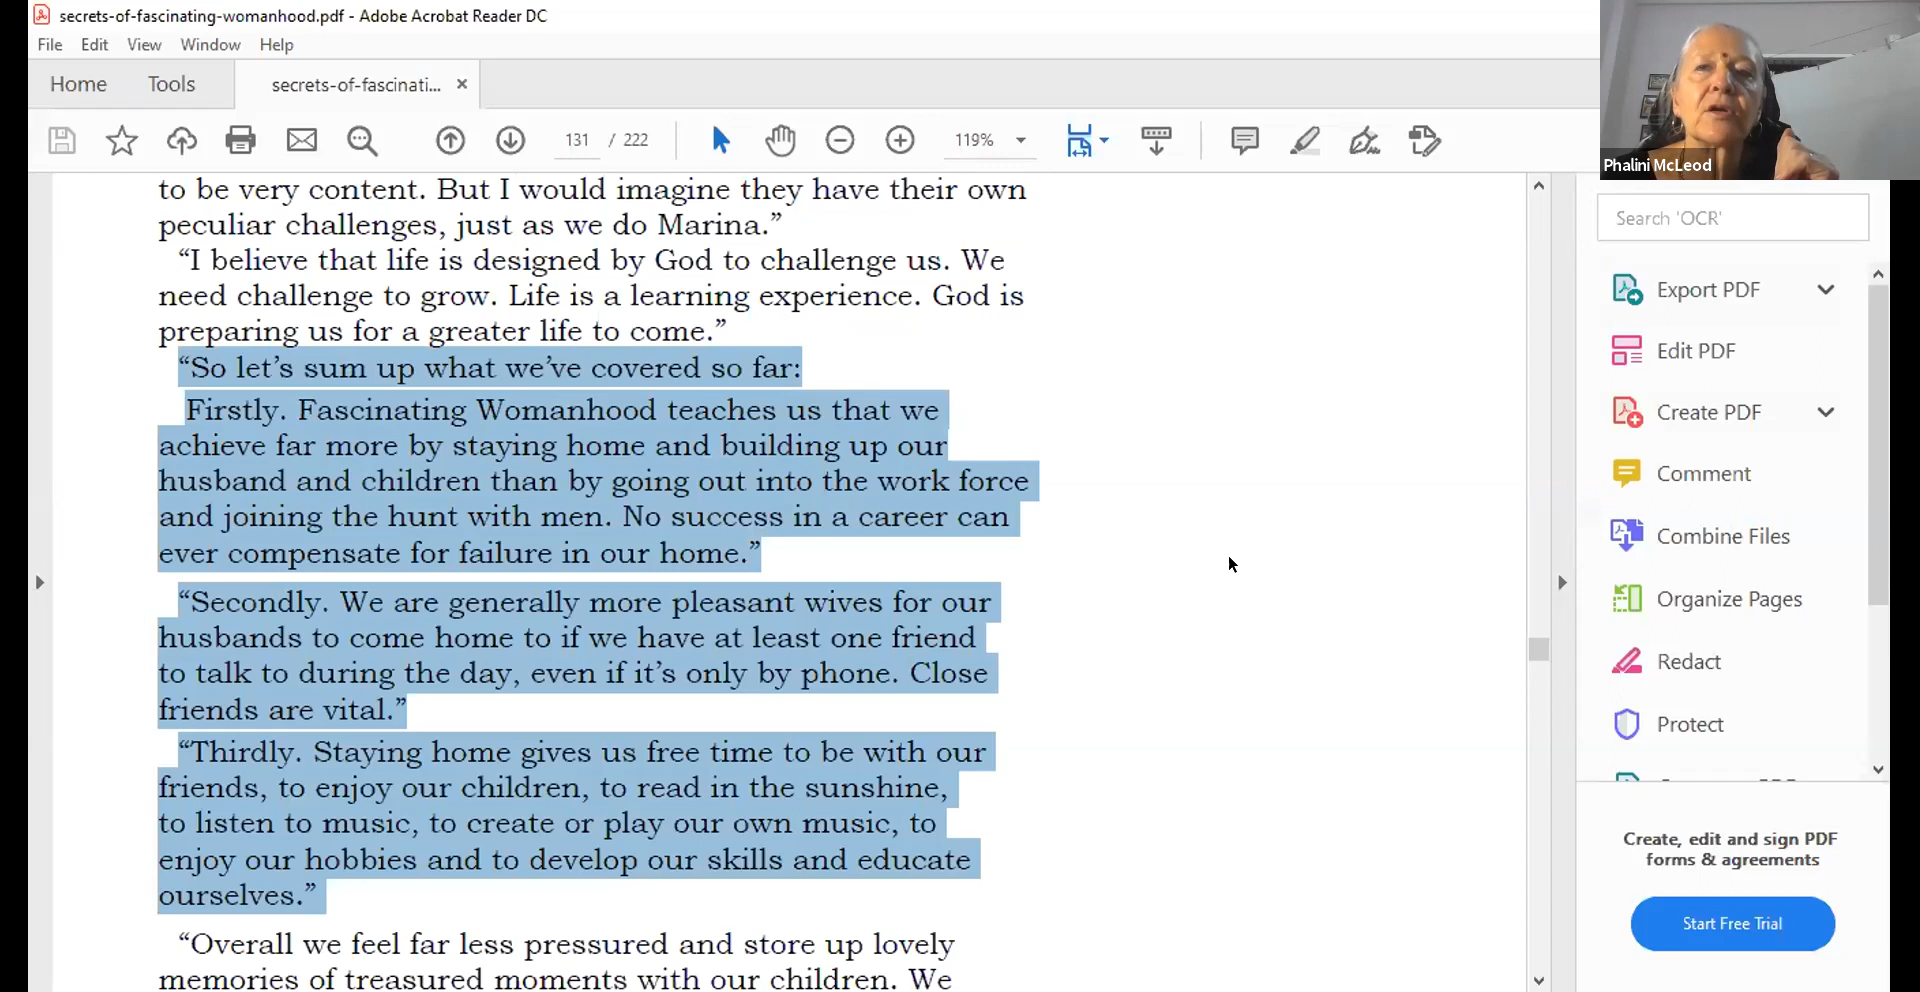 secrets-of-fascinating-womanhood.pdf - Adobe Acrobat Reader DC
File Edit View Window Help
Home Tools secrets-of-fascinati... ×
131 / 222 119%
Phalini McLeod
to be very content. But I would imagine they have their own
peculiar challenges, just as we do Marina.”
“I believe that life is designed by God to challenge us. We
need challenge to grow. Life is a learning experience. God is
preparing us for a greater life to come.”
“So let’s sum up what we’ve covered so far:
Firstly. Fascinating Womanhood teaches us that we
achieve far more by staying home and building up our
husband and children than by going out into the work force
and joining the hunt with men. No success in a career can
ever compensate for failure in our home.”
“Secondly. We are generally more pleasant wives for our
husbands to come home to if we have at least one friend
to talk to during the day, even if it’s only by phone. Close
friends are vital.”
“Thirdly. Staying home gives us free time to be with our
friends, to enjoy our children, to read in the sunshine,
to listen to music, to create or play our own music, to
enjoy our hobbies and to develop our skills and educate
ourselves.”
“Overall we feel far less pressured and store up lovely
memories of treasured moments with our children. We
Search 'OCR'
Export PDF
Edit PDF
Create PDF
Comment
Combine Files
Organize Pages
Redact
Protect
Create, edit and sign PDF
forms & agreements
Start Free Trial